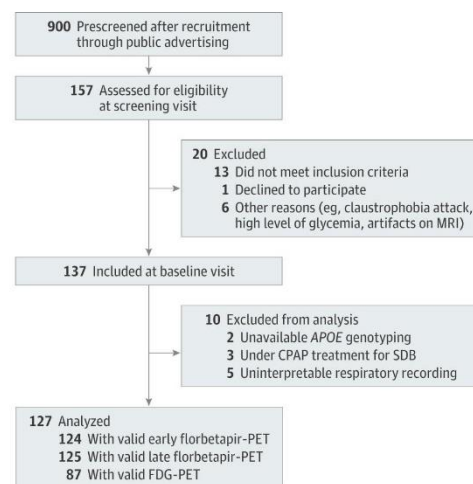 900 Prescreened after recruitment
through public advertising
157 Assessed for eligibility
at screening visit
20 Excluded
13 Did not meet inclusion criteria
1 Declined to participate
6 Other reasons (eg, claustrophobia attack,
high level of glycemia, artifacts on MRI)
137 Included at baseline visit
10 Excluded from analysis
2 Unavailable APOE genotyping
3 Under CPAP treatment for SDB
5 Uninterpretable respiratory recording
127 Analyzed
124 With valid early florbetapir-PET
125 With valid late florbetapir-PET
87 With valid FDG-PET